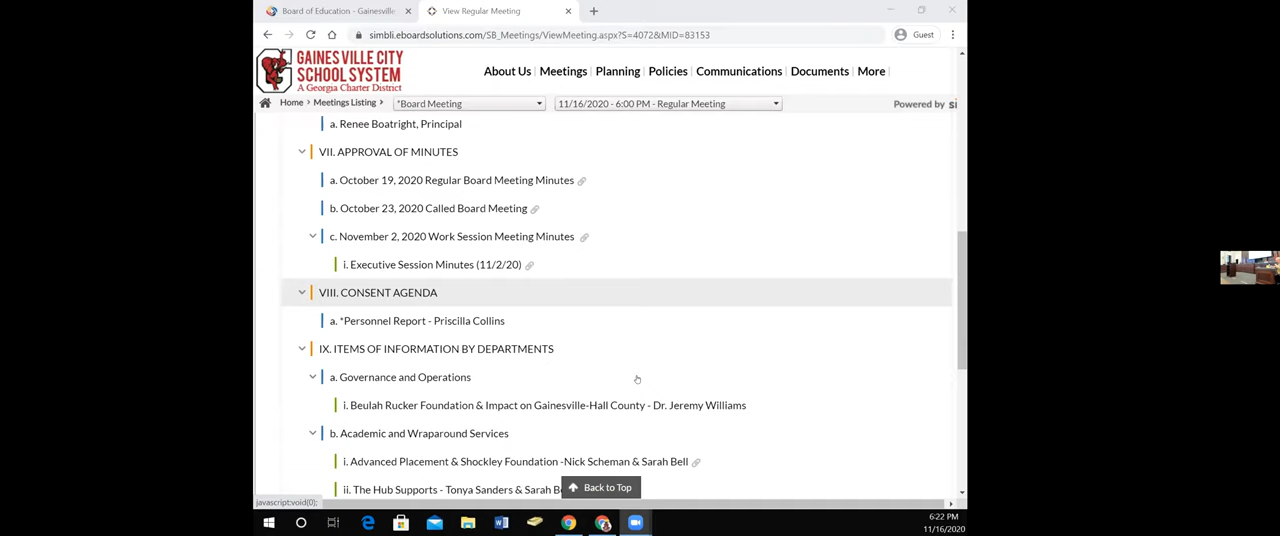 Board of Education - Gainesville
View Regular Meeting
simbli.eboardsolutions.com/SB_Meetings/ViewMeeting.aspx?S=4072&MID=83153
Guest
GAINESVILLE CITY
SCHOOL SYSTEM
A Georgia Charter District
About Us Meetings Planning Policies Communications Documents More
Home > Meetings Listing > *Board Meeting 11/16/2020 - 6:00 PM - Regular Meeting Powered by si
a. Renee Boatright, Principal
VII. APPROVAL OF MINUTES
a. October 19, 2020 Regular Board Meeting Minutes
b. October 23, 2020 Called Board Meeting
c. November 2, 2020 Work Session Meeting Minutes
i. Executive Session Minutes (11/2/20)
VIII. CONSENT AGENDA
a. *Personnel Report - Priscilla Collins
IX. ITEMS OF INFORMATION BY DEPARTMENTS
a. Governance and Operations
i. Beulah Rucker Foundation & Impact on Gainesville-Hall County - Dr. Jeremy Williams
b. Academic and Wraparound Services
i. Advanced Placement & Shockley Foundation -Nick Scheman & Sarah Bell
ii. The Hub Supports - Tonya Sanders & Sarah B
Back to Top
javascript:void(0);
6:22 PM
11/16/2020